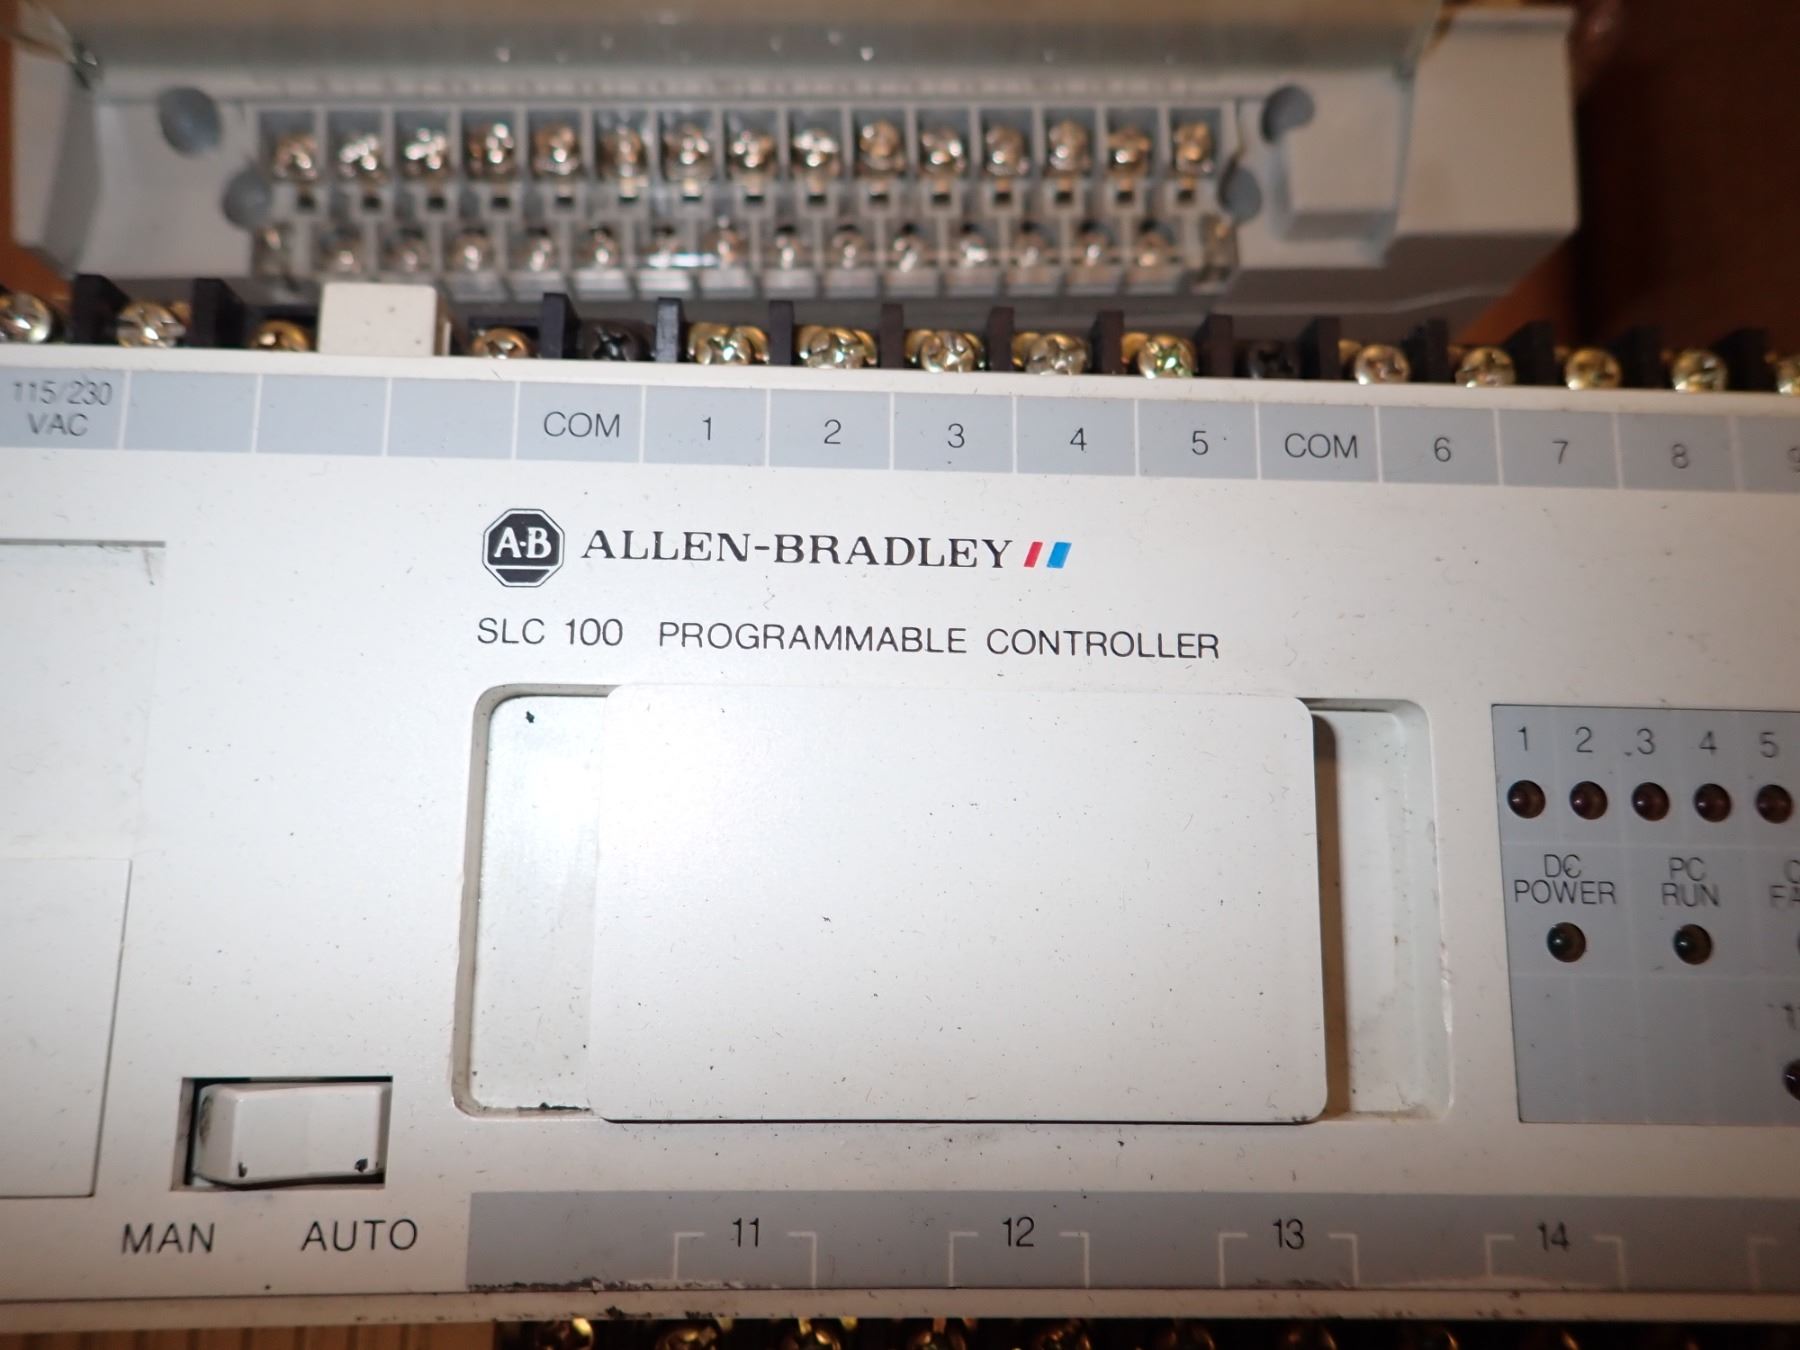 115/230
VAC
COM 1 2 3 4 5 COM 6 7 8 9
A-B ALLEN-BRADLEY
SLC 100 PROGRAMMABLE CONTROLLER
1 2 3 4 5
DC
POWER
PC
RUN
MAN AUTO
11 12 13 14